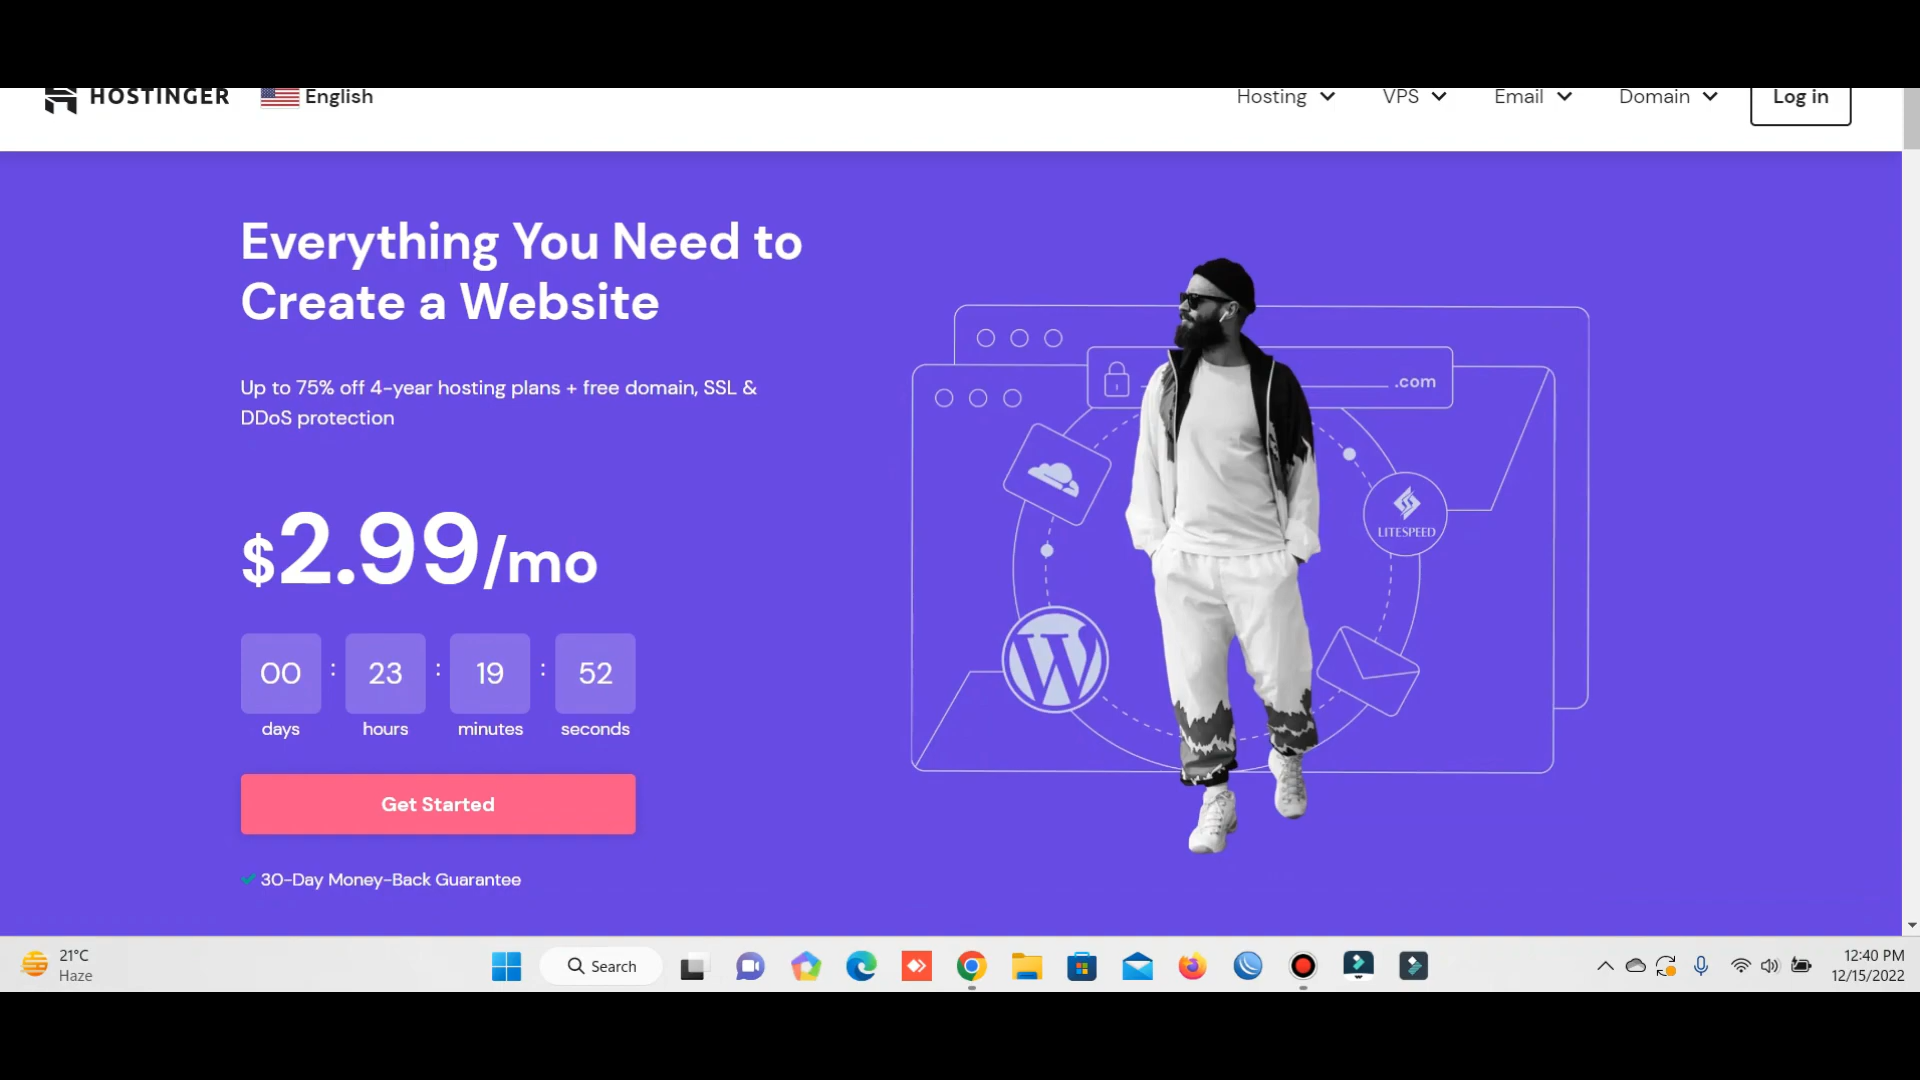 HOSTINGER English Hosting VPS Email Domain Log in
Everything You Need to
Create a Website
Up to 75% off 4-year hosting plans + free domain, SSL &
DDoS protection
$2.99/mo
00 : 23 : 19 : 52
days hours minutes seconds
Get Started
30-Day Money-Back Guarantee
.com
LITESPEED
21°C
Haze
Search
12:40 PM
12/15/2022